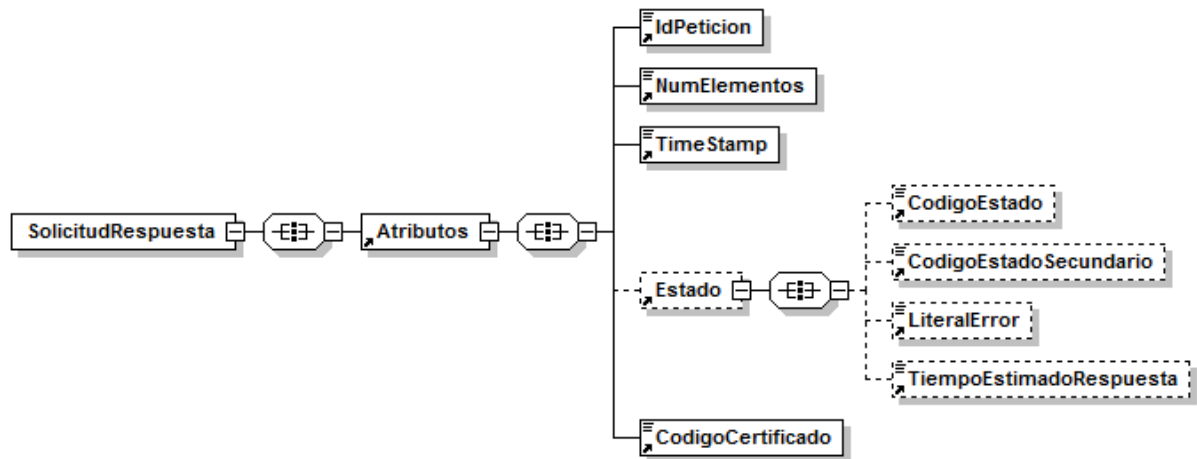 IdPeticion
NumElementos
TimeStamp
CodigoEstado
SolicitudRespuesta
Atributos
CodigoEstadoSecundario
Estado
LiteralError
TiempoEstimadoRespuesta
CodigoCertificado